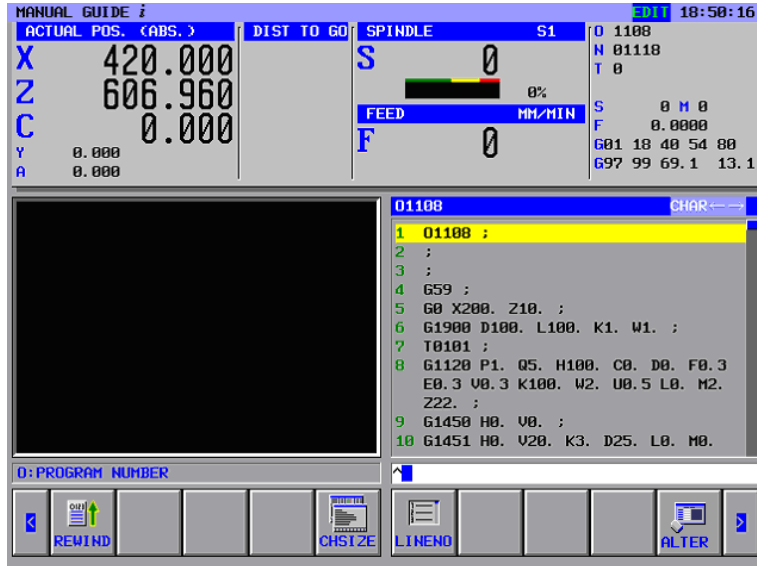 MANUAL GUIDE i EDIT 18:50:16
ACTUAL POS. (ABS.) DIST TO GO SPINDLE S1 O 1108
X 420.000 S 0 N 01118
Z 606.960 T 0
C 0.000 0%
Y 0.000 FEED MM/MIN S 0 M 0
A 0.000 F 0 F 0.0000
G01 18 40 54 80
G97 99 69.1 13.1
O1108 CHAR←→
1 O1108 ;
2 ;
3 ;
4 G59 ;
5 G0 X200. Z10. ;
6 G1900 D100. L100. K1. W1. ;
7 T0101 ;
8 G1120 P1. Q5. H100. C0. D0. F0.3
E0.3 V0.3 K100. W2. U0.5 L0. M2.
Z22. ;
9 G1450 H0. V0. ;
10 G1451 H0. V20. K3. D25. L0. M0.
O:PROGRAM NUMBER ^
< REWIND CHSIZE LINENO ALTER >